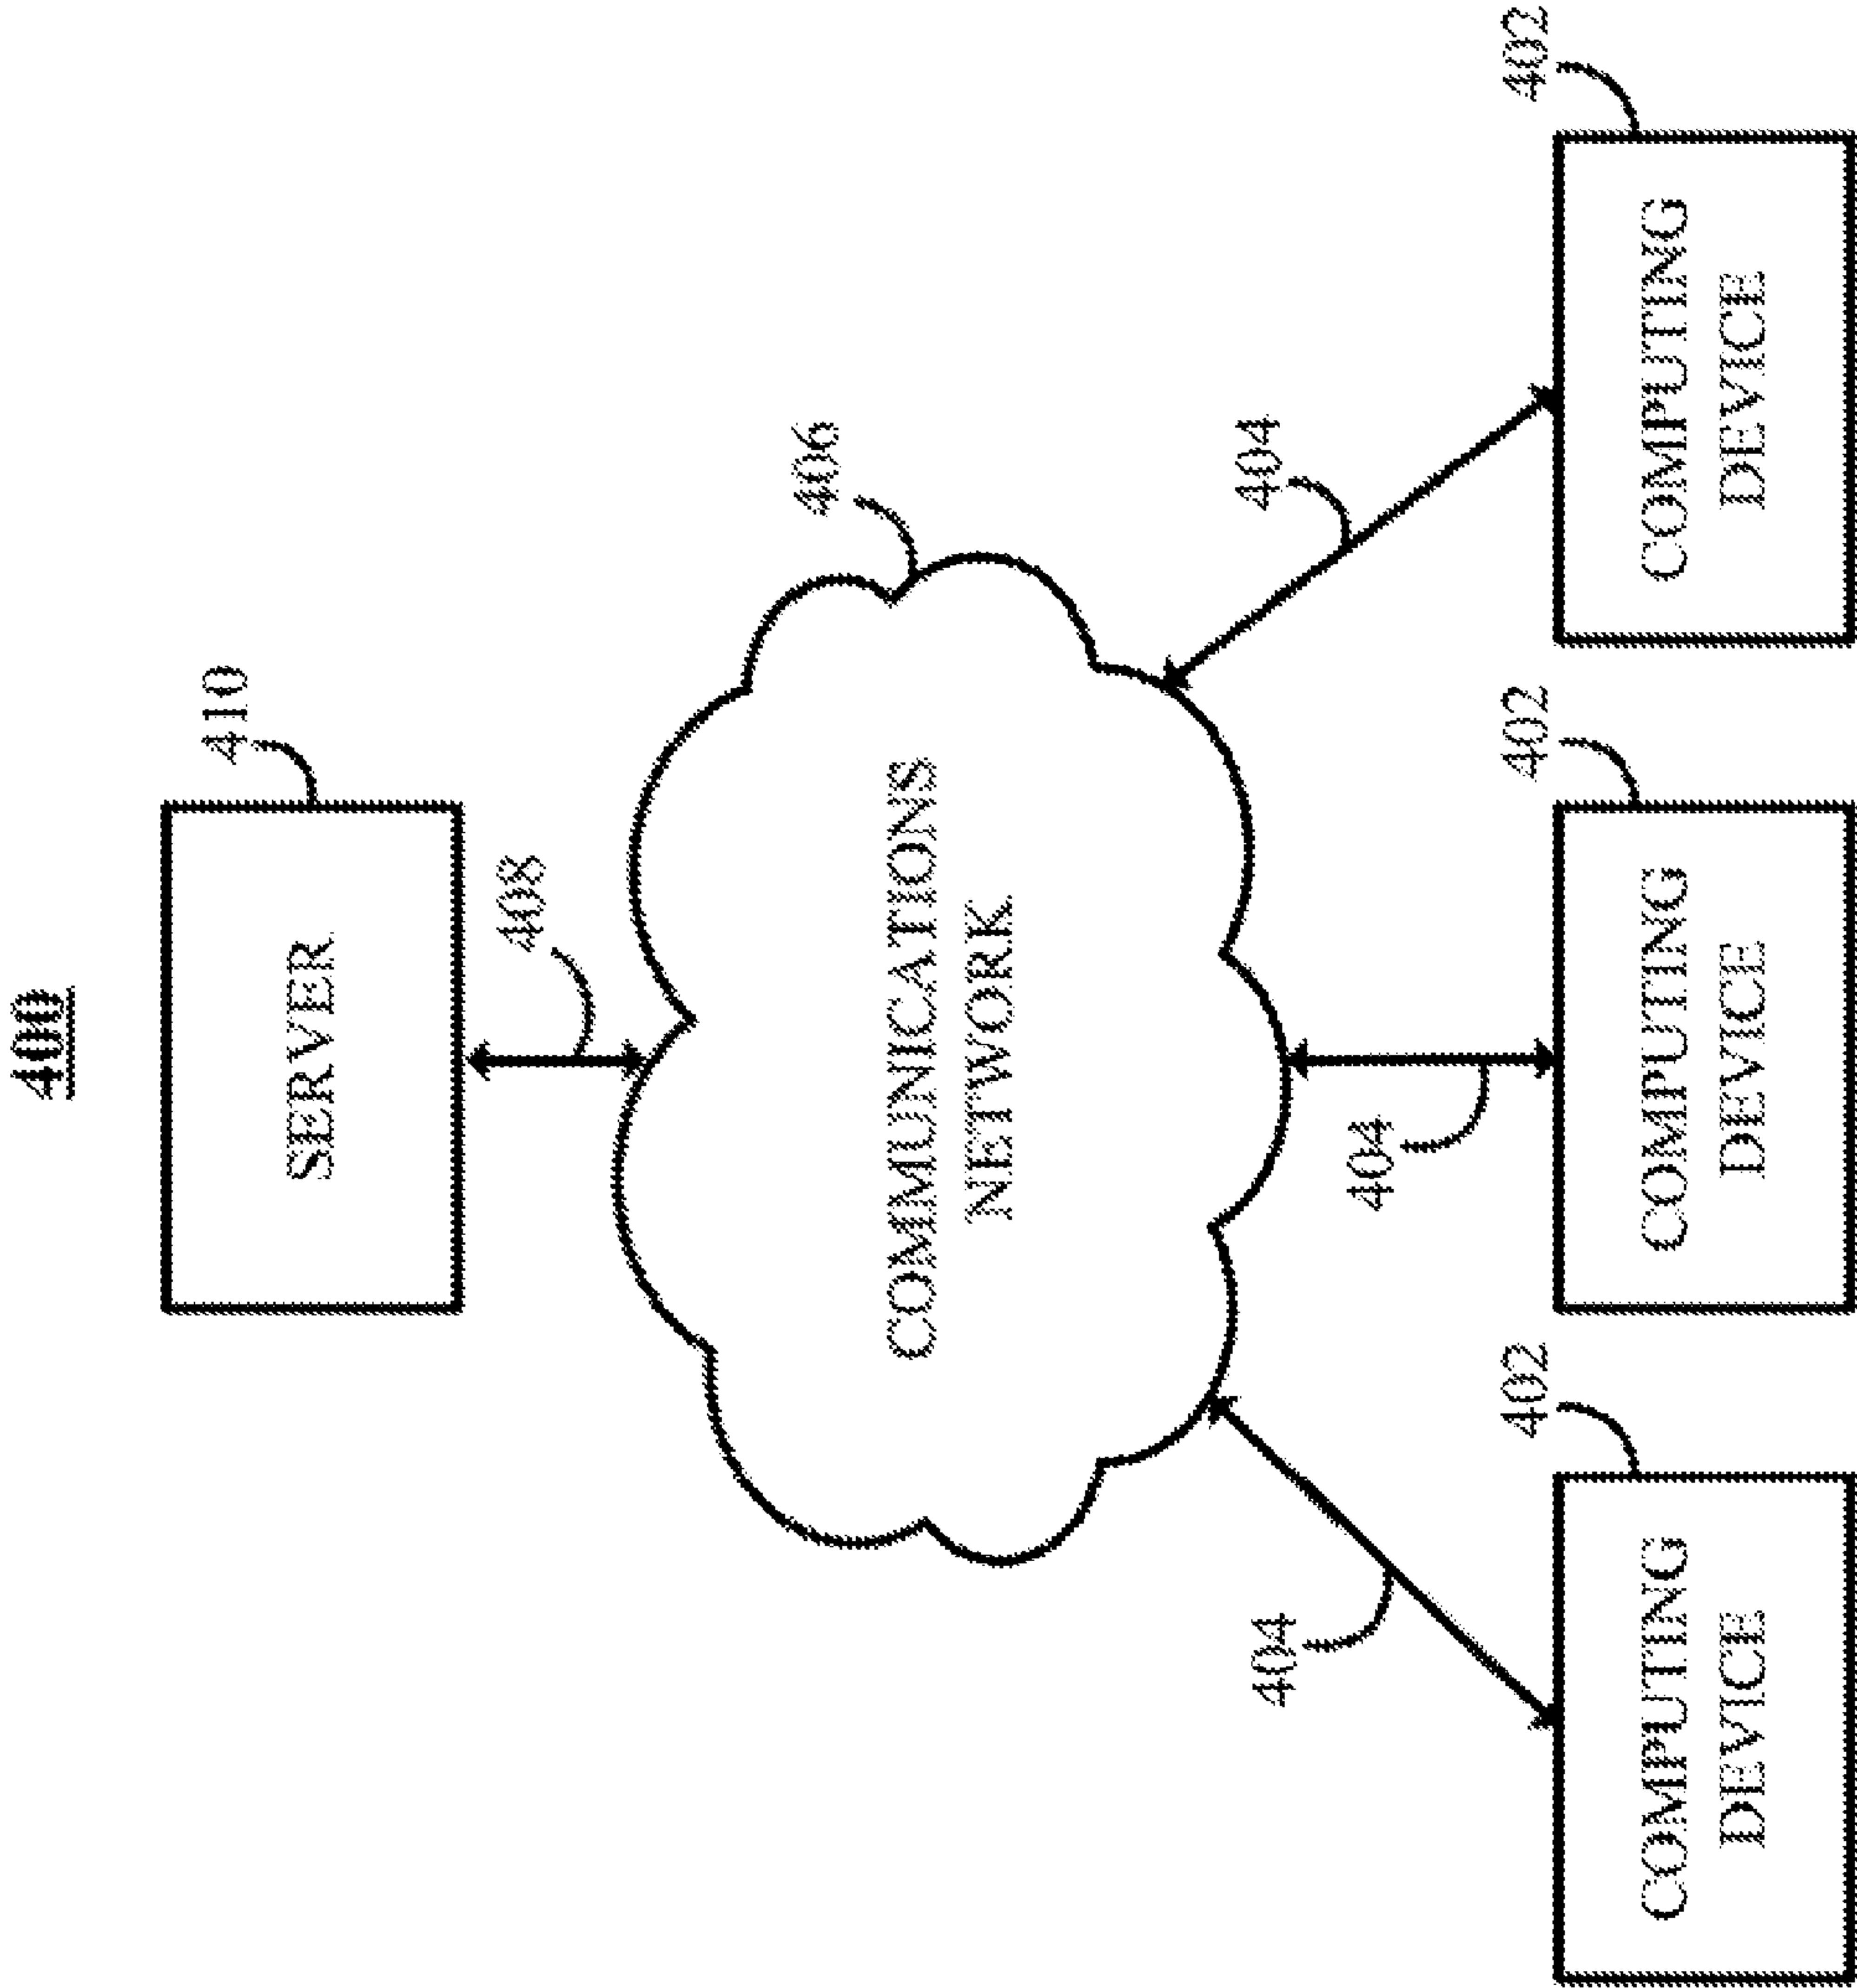 400
SERVER
410
408
406
COMMUNICATIONS
NETWORK
404
404
404
402
402
402
COMPUTING
DEVICE
COMPUTING
DEVICE
COMPUTING
DEVICE